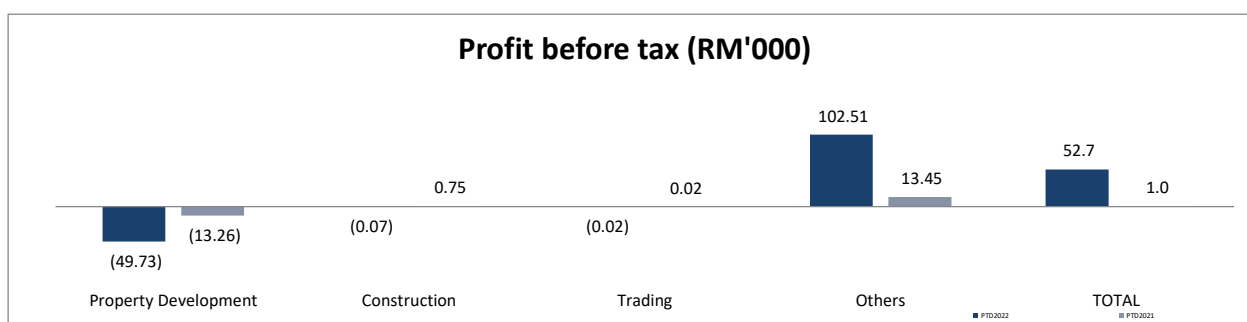 Profit before tax (RM'000)
102.51
52.7
13.45
0.75
0.02
1.0
(0.07)
(0.02)
(13.26)
(49.73)
Property Development
Construction
Trading
Others
TOTAL
PTD2022
PTD2021